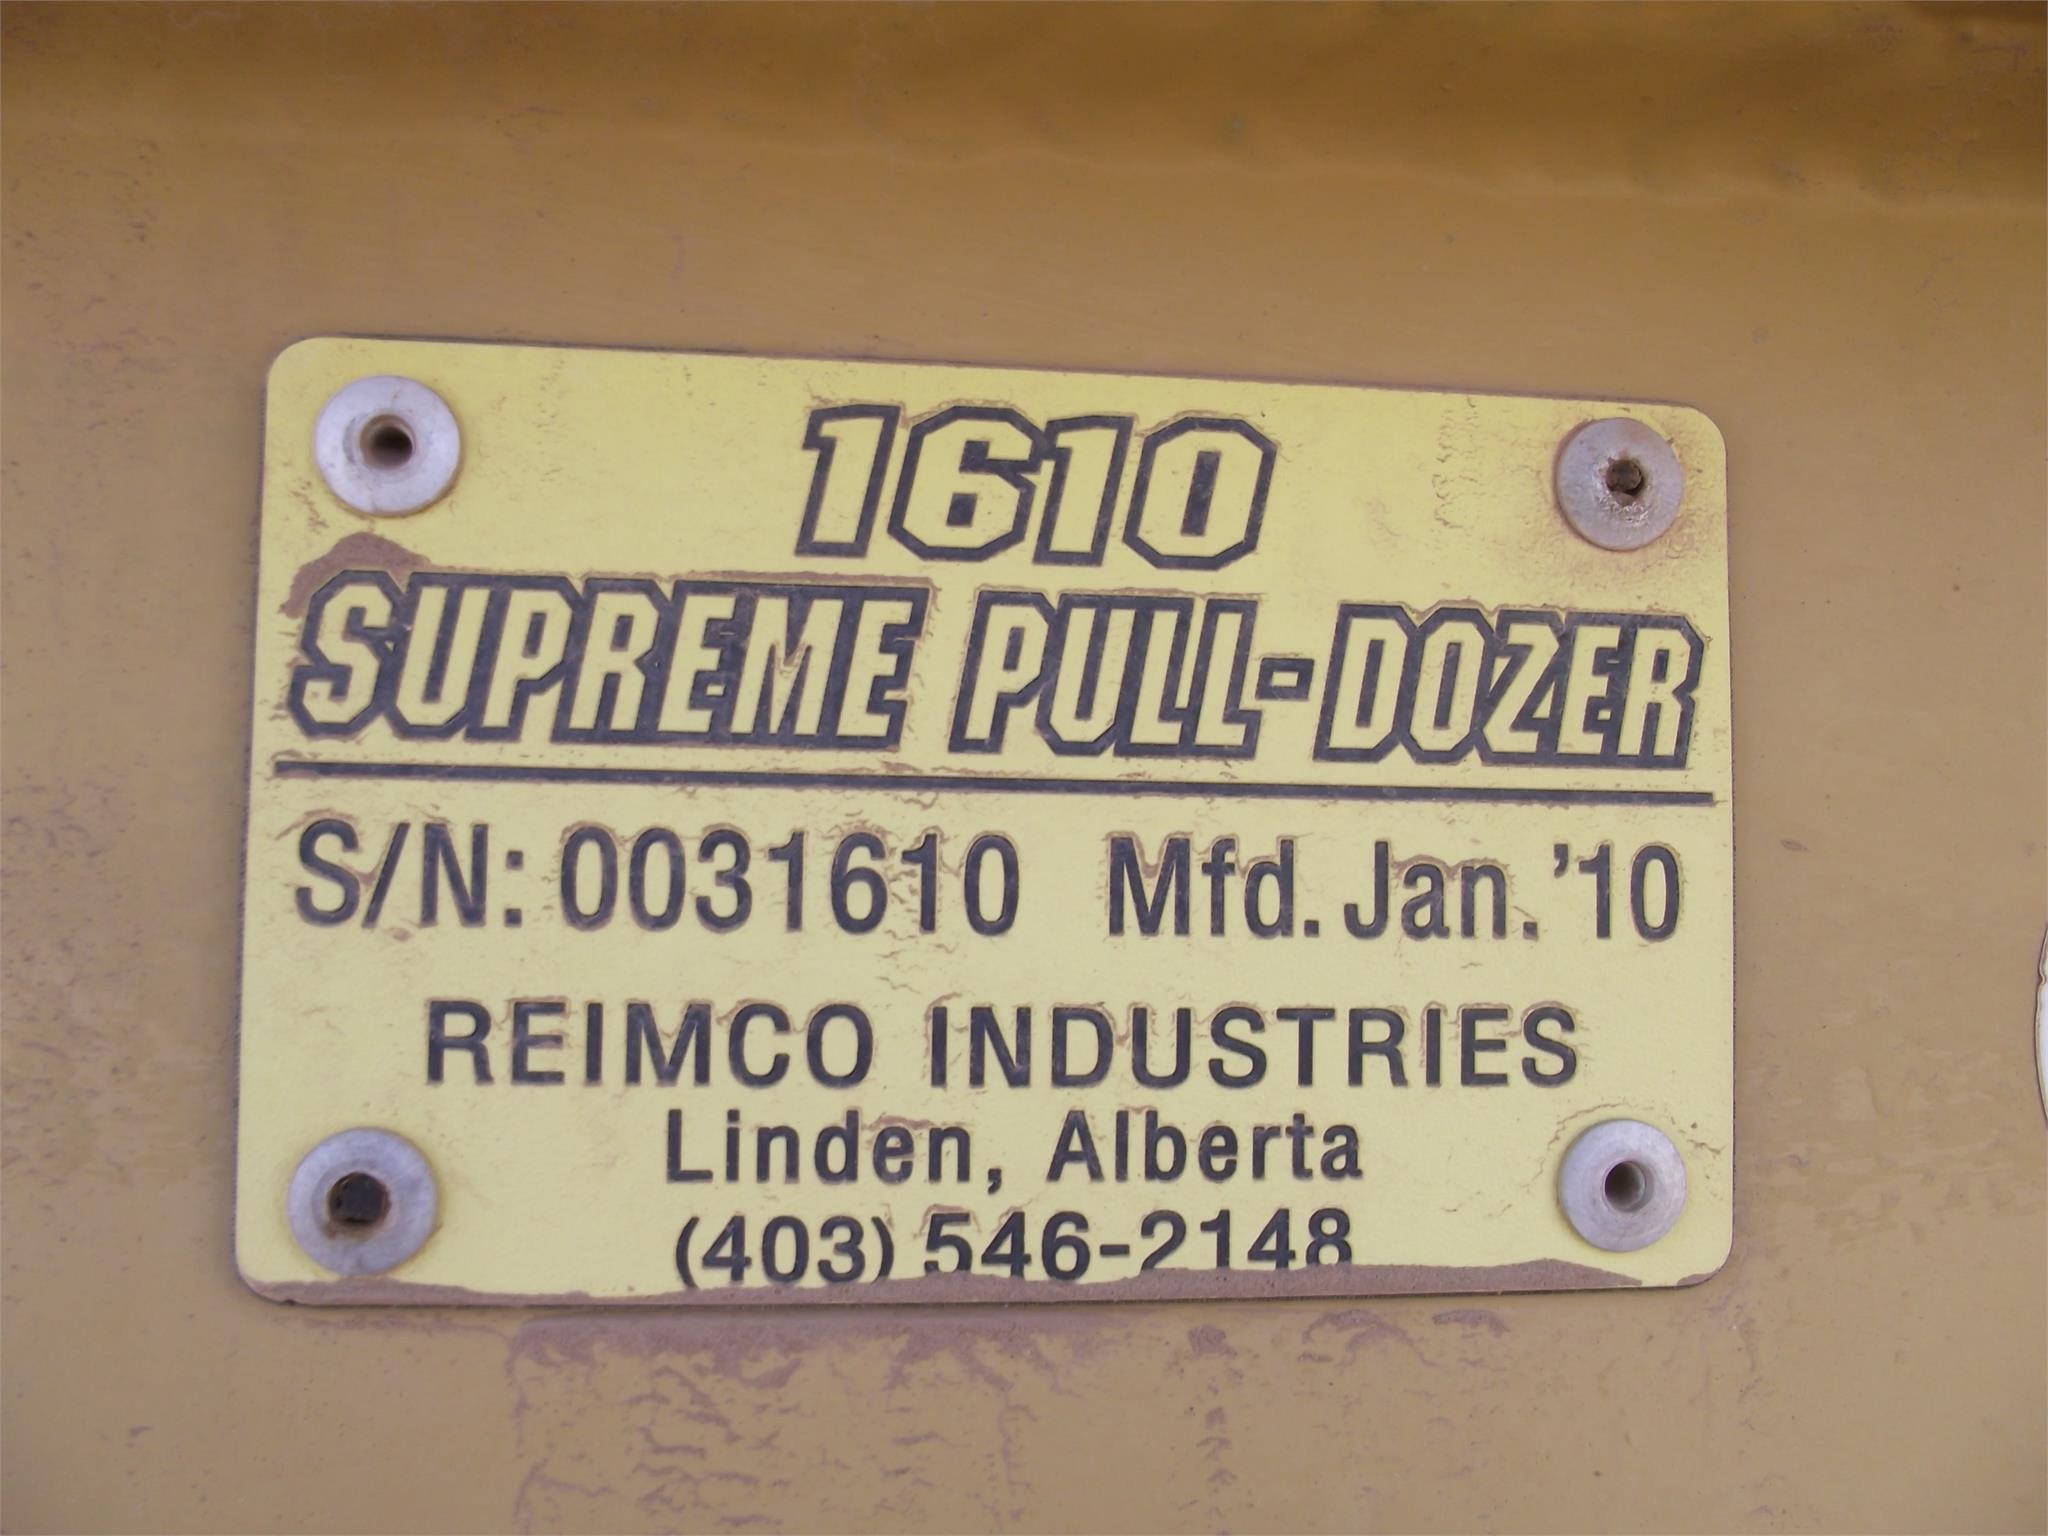 1610
SUPREME PULL-DOZER
S/N: 0031610 Mfd. Jan. '10
REIMCO INDUSTRIES
Linden, Alberta
(403) 546-2148